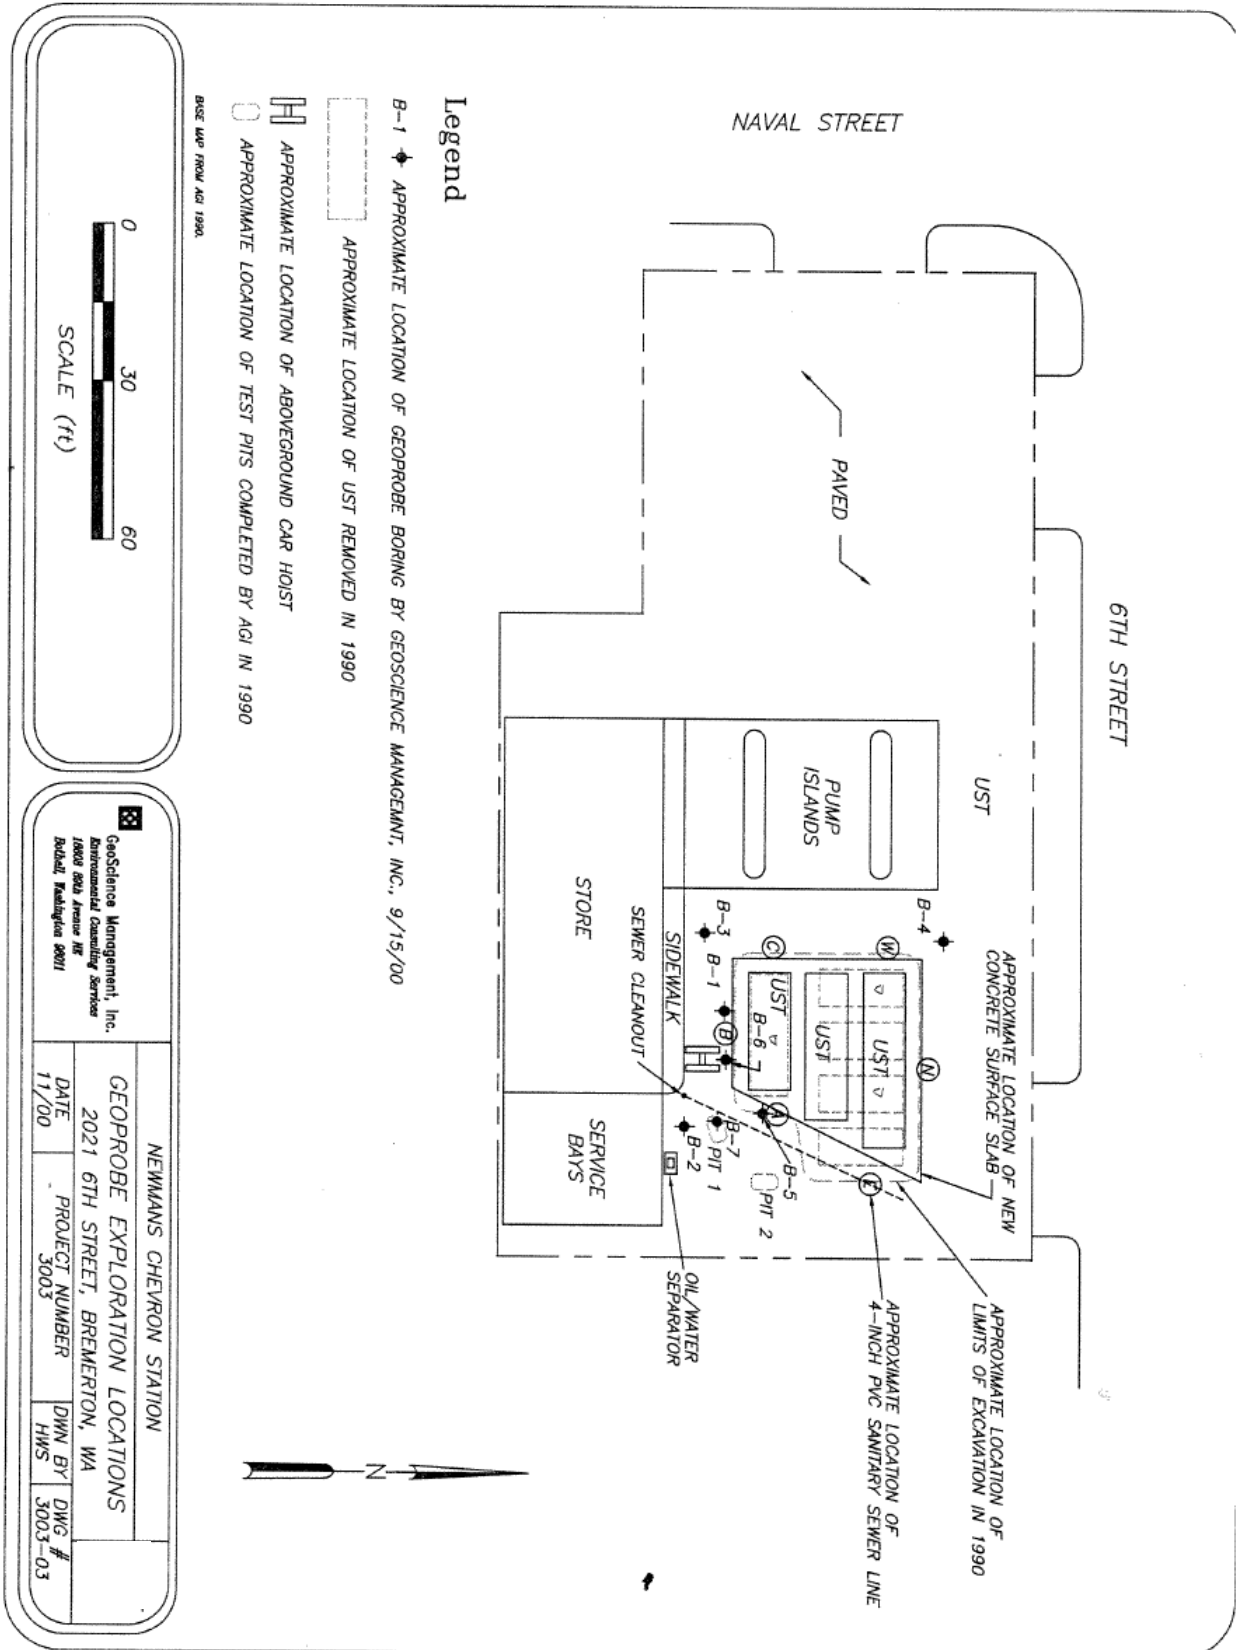 6TH STREET
NAVAL STREET
PAVED
UST
APPROXIMATE LOCATION OF NEW
CONCRETE SURFACE SLAB
APPROXIMATE LOCATION OF
LIMITS OF EXCAVATION IN 1990
APPROXIMATE LOCATION OF
4-INCH PVC SANITARY SEWER LINE
B-4
W
N
E
C
A
B
UST
UST
UST
PUMP
ISLANDS
B-3
B-1
B-6
B-5
B-7
B-2
PIT 1
PIT 2
SIDEWALK
SEWER CLEANOUT
STORE
SERVICE
BAYS
OIL/WATER
SEPARATOR
N
Legend
B-1 APPROXIMATE LOCATION OF GEOPROBE BORING BY GEOSCIENCE MANAGEMNT, INC., 9/15/00
APPROXIMATE LOCATION OF UST REMOVED IN 1990
APPROXIMATE LOCATION OF ABOVEGROUND CAR HOIST
APPROXIMATE LOCATION OF TEST PITS COMPLETED BY AGI IN 1990
BASE MAP FROM AGI 1990.
0 30 60
SCALE (ft)
GeoScience Management, Inc.
Environmental Consulting Services
Bothell, Washington 98011
NEWMANS CHEVRON STATION
GEOPROBE EXPLORATION LOCATIONS
2021 6TH STREET, BREMERTON, WA
DATE
11/00
PROJECT NUMBER
3003
DWN BY
HWS
DWG #
3003-03